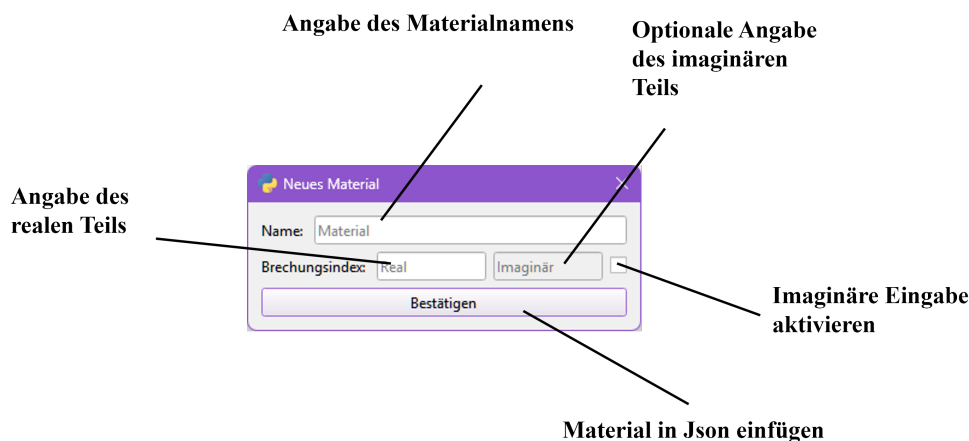 Angabe des Materialnamens
Optionale Angabe
des imaginären
Teils
Angabe des
realen Teils
Neues Material
Name: Material
Brechungsindex: Real Imaginär
Bestätigen
Imaginäre Eingabe
aktivieren
Material in Json einfügen